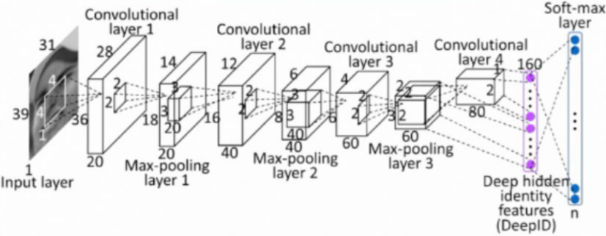 Soft-max
layer
Convolutional
layer 1
Convolutional
layer 2
Convolutional
layer 3
Convolutional
layer 4
31
39
4
4
1
1
Input layer
28
36
2
2
20
14
18
3
3
20
20
Max-pooling
layer 1
12
16
2
2
40
6
8
3
3
40
40
Max-pooling
layer 2
4
6
2
2
60
2
3
2
2
60
Max-pooling
layer 3
1
2
2
80
160
Deep hidden
identity
features
(DeepID)
n